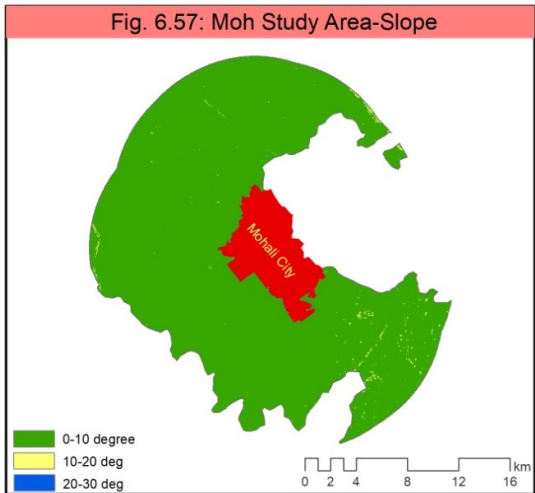 Fig. 6.57: Moh Study Area-Slope
Mohali City
0-10 degree
10-20 deg
20-30 deg
km
0 2 4 8 12 16